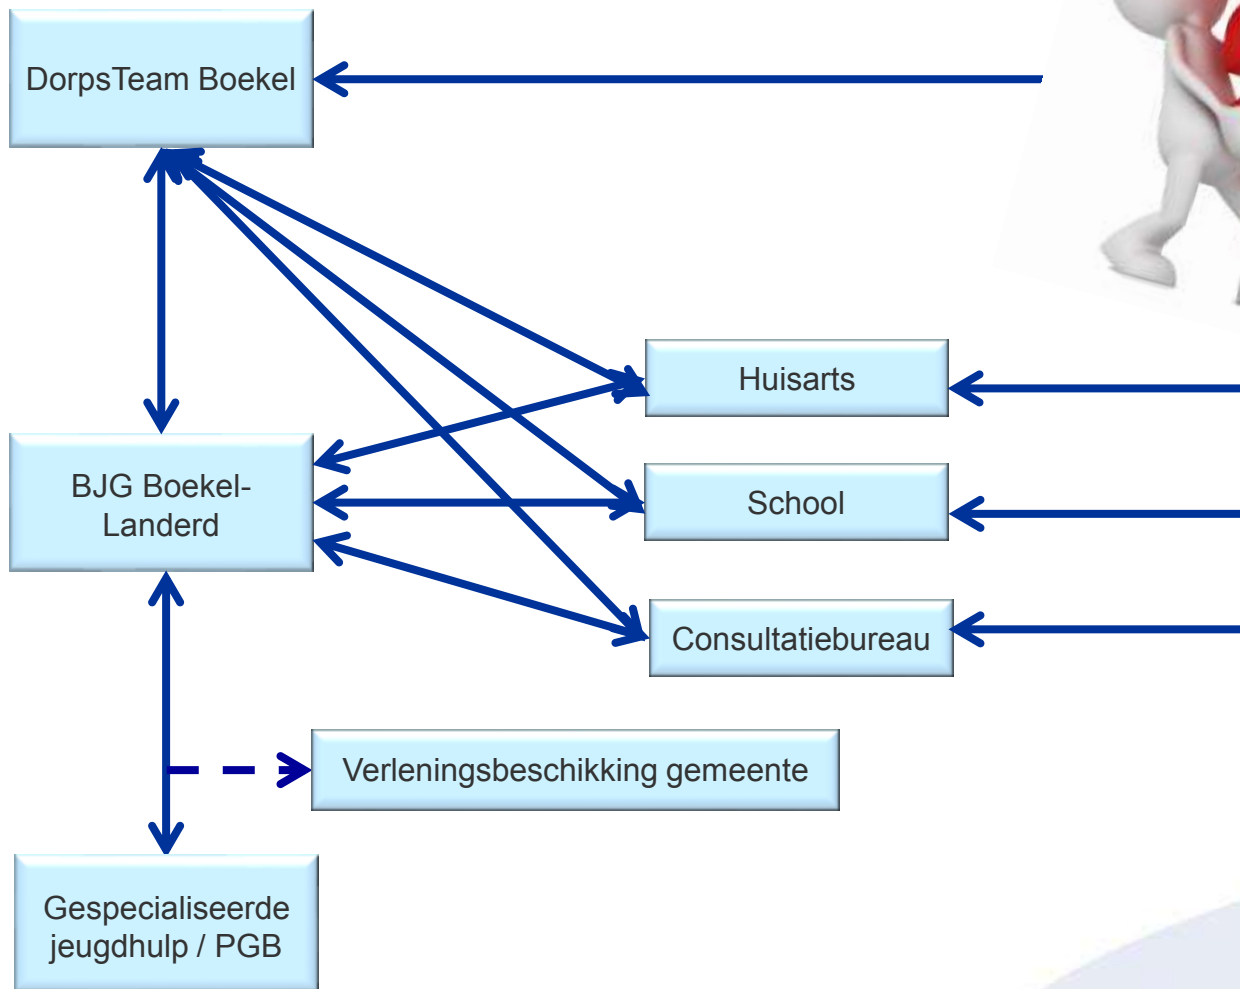 DorpsTeam Boekel
Huisarts
BJG Boekel-
Landerd
School
Consultatiebureau
Verleningsbeschikking gemeente
Gespecialiseerde
jeugdhulp / PGB